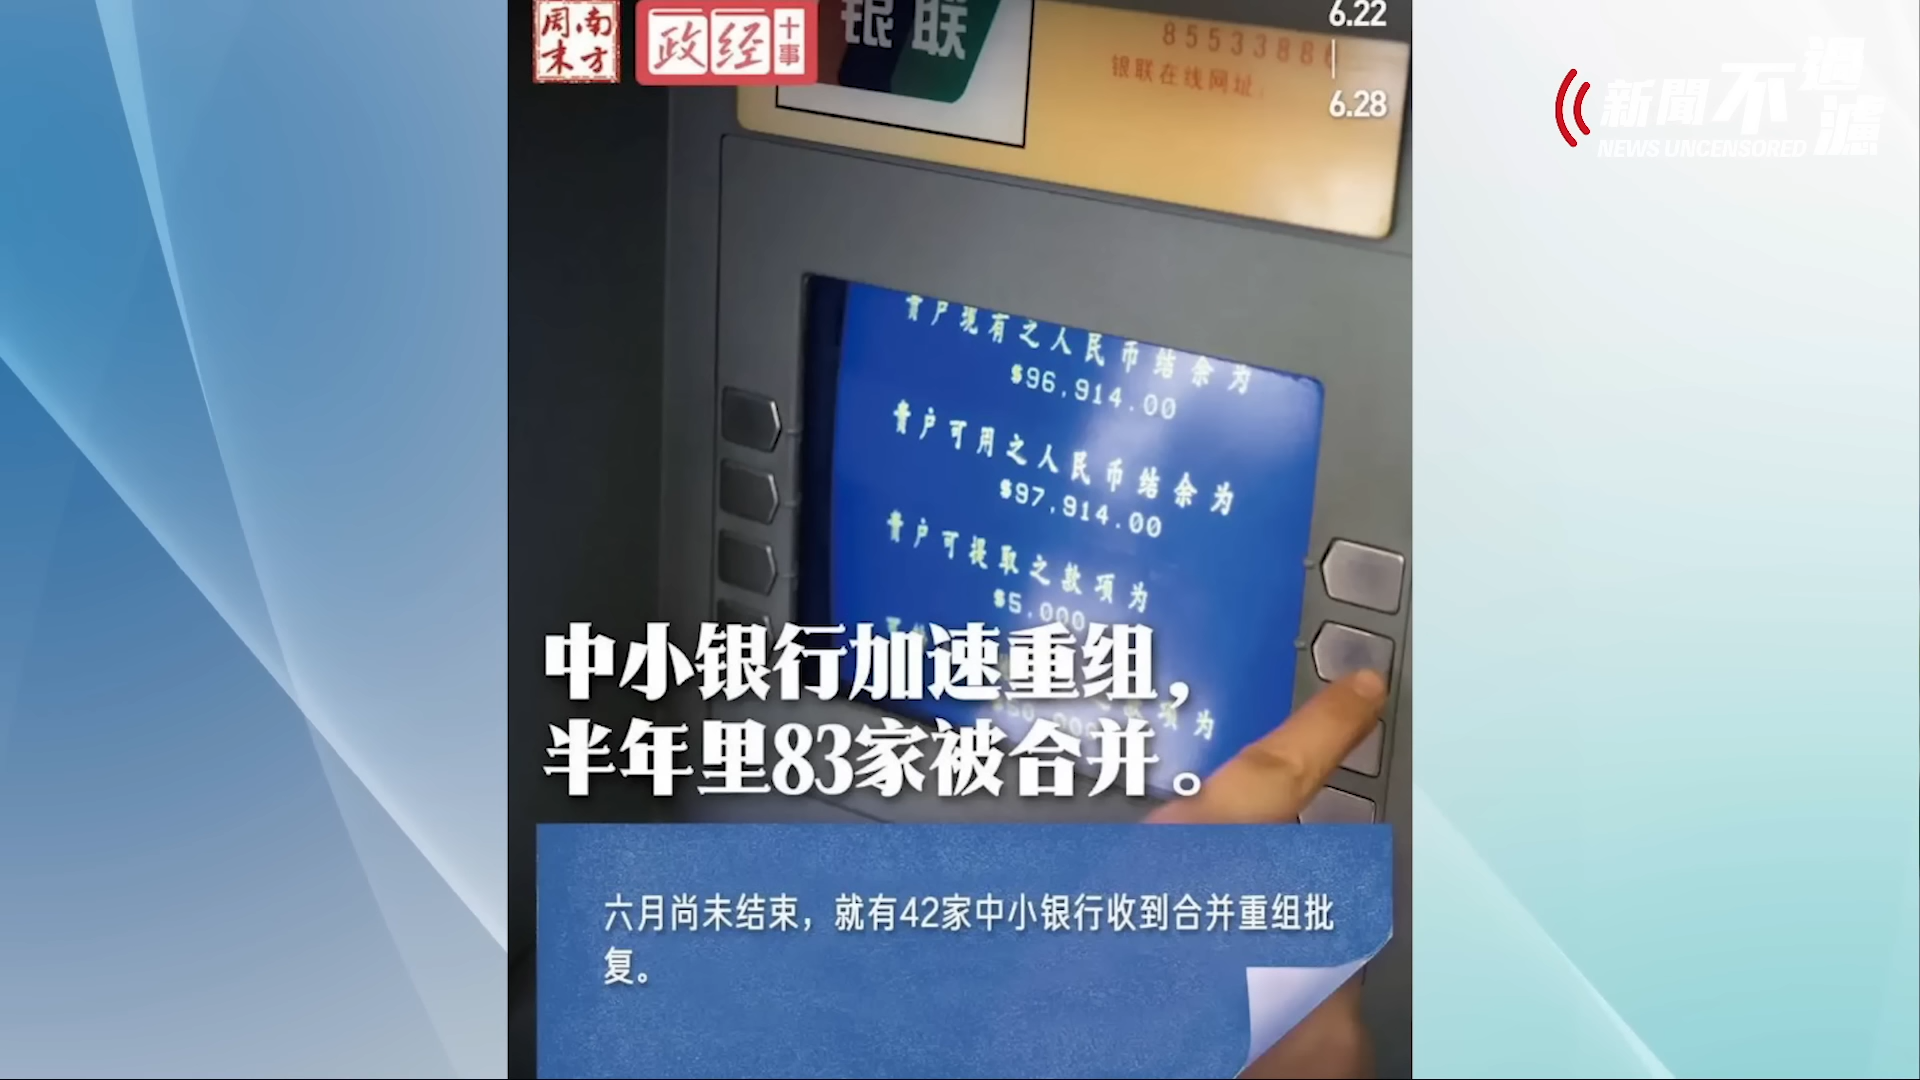 南方周末
政经十事
银联
8553388
银联在线网址
6.22
6.28
新聞不過濾
NEWS UNCENSORED
贵户现有之人民币结余为
$96,914.00
贵户可用之人民币结余为
$97,914.00
贵户可提取之款项为
$5,000
项为
中小银行加速重组，
半年里83家被合并。
六月尚未结束，就有42家中小银行收到合并重组批
复。